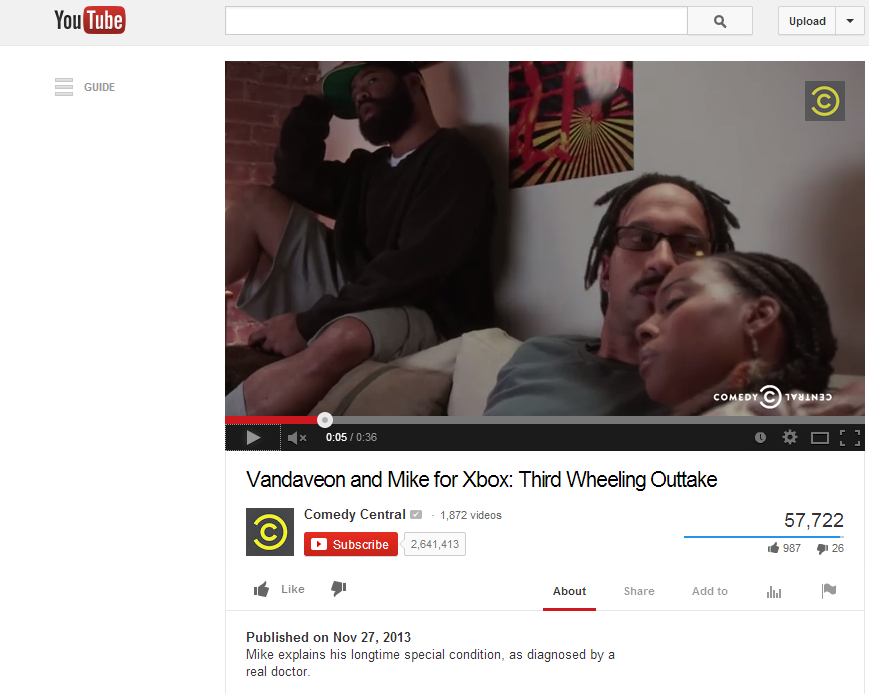 YouTube
Upload
GUIDE
COMEDY CENTRAL
0:05 / 0:36
Vandaveon and Mike for Xbox: Third Wheeling Outtake
Comedy Central · 1,872 videos
Subscribe 2,641,413
57,722
987 26
Like
About Share Add to
Published on Nov 27, 2013
Mike explains his longtime special condition, as diagnosed by a
real doctor.